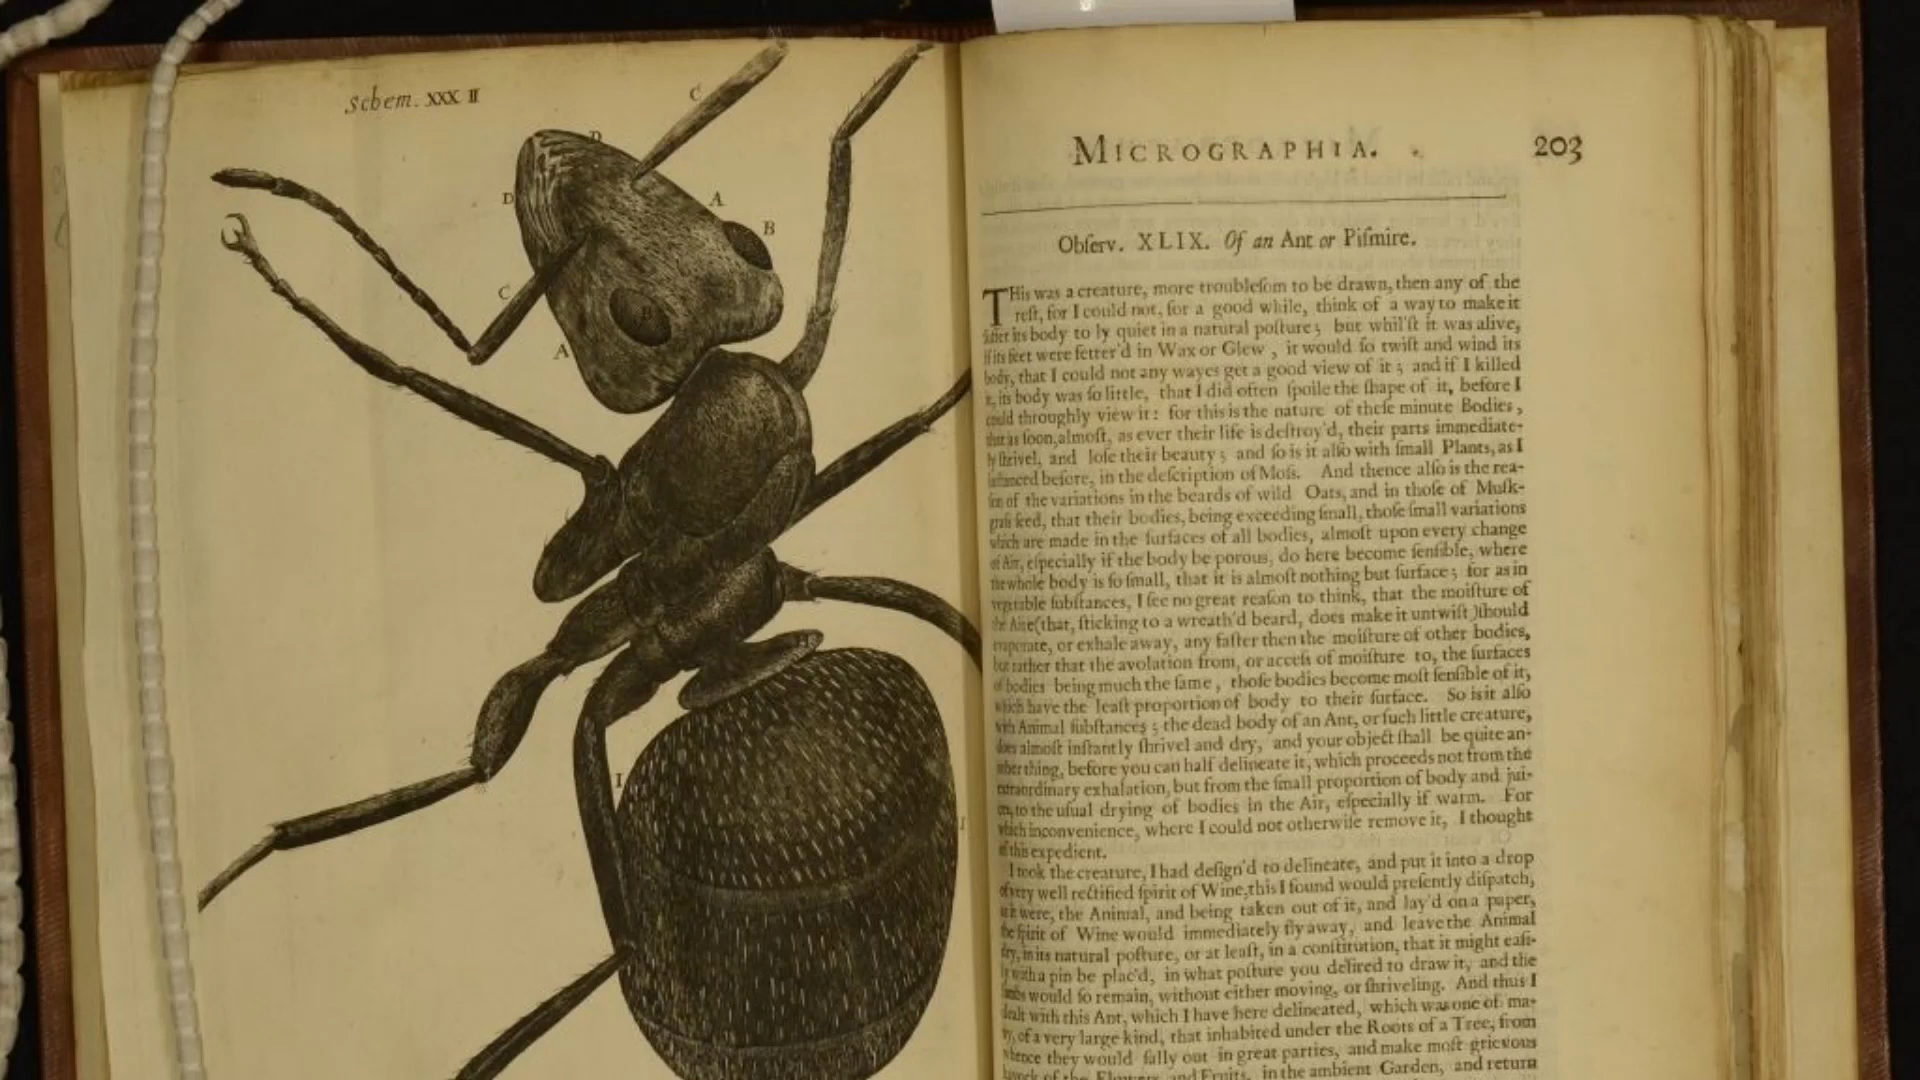 Schem. XXX II
C
D
D
A
B
C
B
A
H
I
I
MICROGRAPHIA.
203
Obſerv. XLIX. Of an Ant or Piſmire.
THis was a creature, more troubleſom to be drawn, then any of the
reſt, for I could not, for a good while, think of a way to make it
ſuffer its body to ly quiet in a natural poſture; but whil'ſt it was alive,
if its feet were fetter'd in Wax or Glew, it would ſo twiſt and wind its
body, that I could not any wayes get a good view of it; and if I killed
it, its body was ſo little, that I did often ſpoile the ſhape of it, before I
could throughly view it: for this is the nature of theſe minute Bodies,
that as ſoon, almoſt, as ever their life is deſtroy'd, their parts immediate-
ly ſhrivel, and loſe their beauty; and ſo is it alſo with ſmall Plants, as I
inſtanced before, in the deſcription of Moſs. And thence alſo is the rea-
ſon of the variations in the beards of wild Oats, and in thoſe of Muſk-
graſs ſeed, that their bodies, being exceeding ſmall, thoſe ſmall variations
which are made in the ſurfaces of all bodies, almoſt upon every change
of Air, eſpecially if the body be porous, do here become ſenſible, where
the whole body is ſo ſmall, that it is almoſt nothing but ſurface; for as in
vegetable ſubſtances, I ſee no great reaſon to think, that the moiſture of
the Aire (that, ſticking to a wreath'd beard, does make it untwiſt) ſhould
evaporate, or exhale away, any faſter then the moiſture of other bodies,
but rather that the avolation from, or acceſs of moiſture to, the ſurfaces
of bodies being much the ſame, thoſe bodies become moſt ſenſible of it,
which have the leaſt proportion of body to their ſurface. So is it alſo
with Animal ſubſtances; the dead body of an Ant, or ſuch little creature,
does almoſt inſtantly ſhrivel and dry, and your object ſhall be quite an-
other thing, before you can half delineate it, which proceeds not from the
extraordinary exhalation, but from the ſmall proportion of body and jui-
ces, to the uſual drying of bodies in the Air, eſpecially if warm. For
which inconvenience, where I could not otherwiſe remove it, I thought
of this expedient.
I took the creature, I had deſign'd to delineate, and put it into a drop
of very well rectified ſpirit of Wine, this I found would preſently diſpatch,
as it were, the Animal, and being taken out of it, and lay'd on a paper,
the ſpirit of Wine would immediately fly away, and leave the Animal
dry, in its natural poſture, or at leaſt, in a conſtitution, that it might eaſi-
ly with a pin be plac'd, in what poſture you deſired to draw it, and the
limbs would ſo remain, without either moving, or ſhriveling. And thus I
dealt with this Ant, which I have here delineated, which was one of ma-
ny, of a very large kind, that inhabited under the Roots of a Tree, from
whence they would ſally out in great parties, and make moſt grievous
havock of the Flowers and Fruits, in the ambient Garden, and return